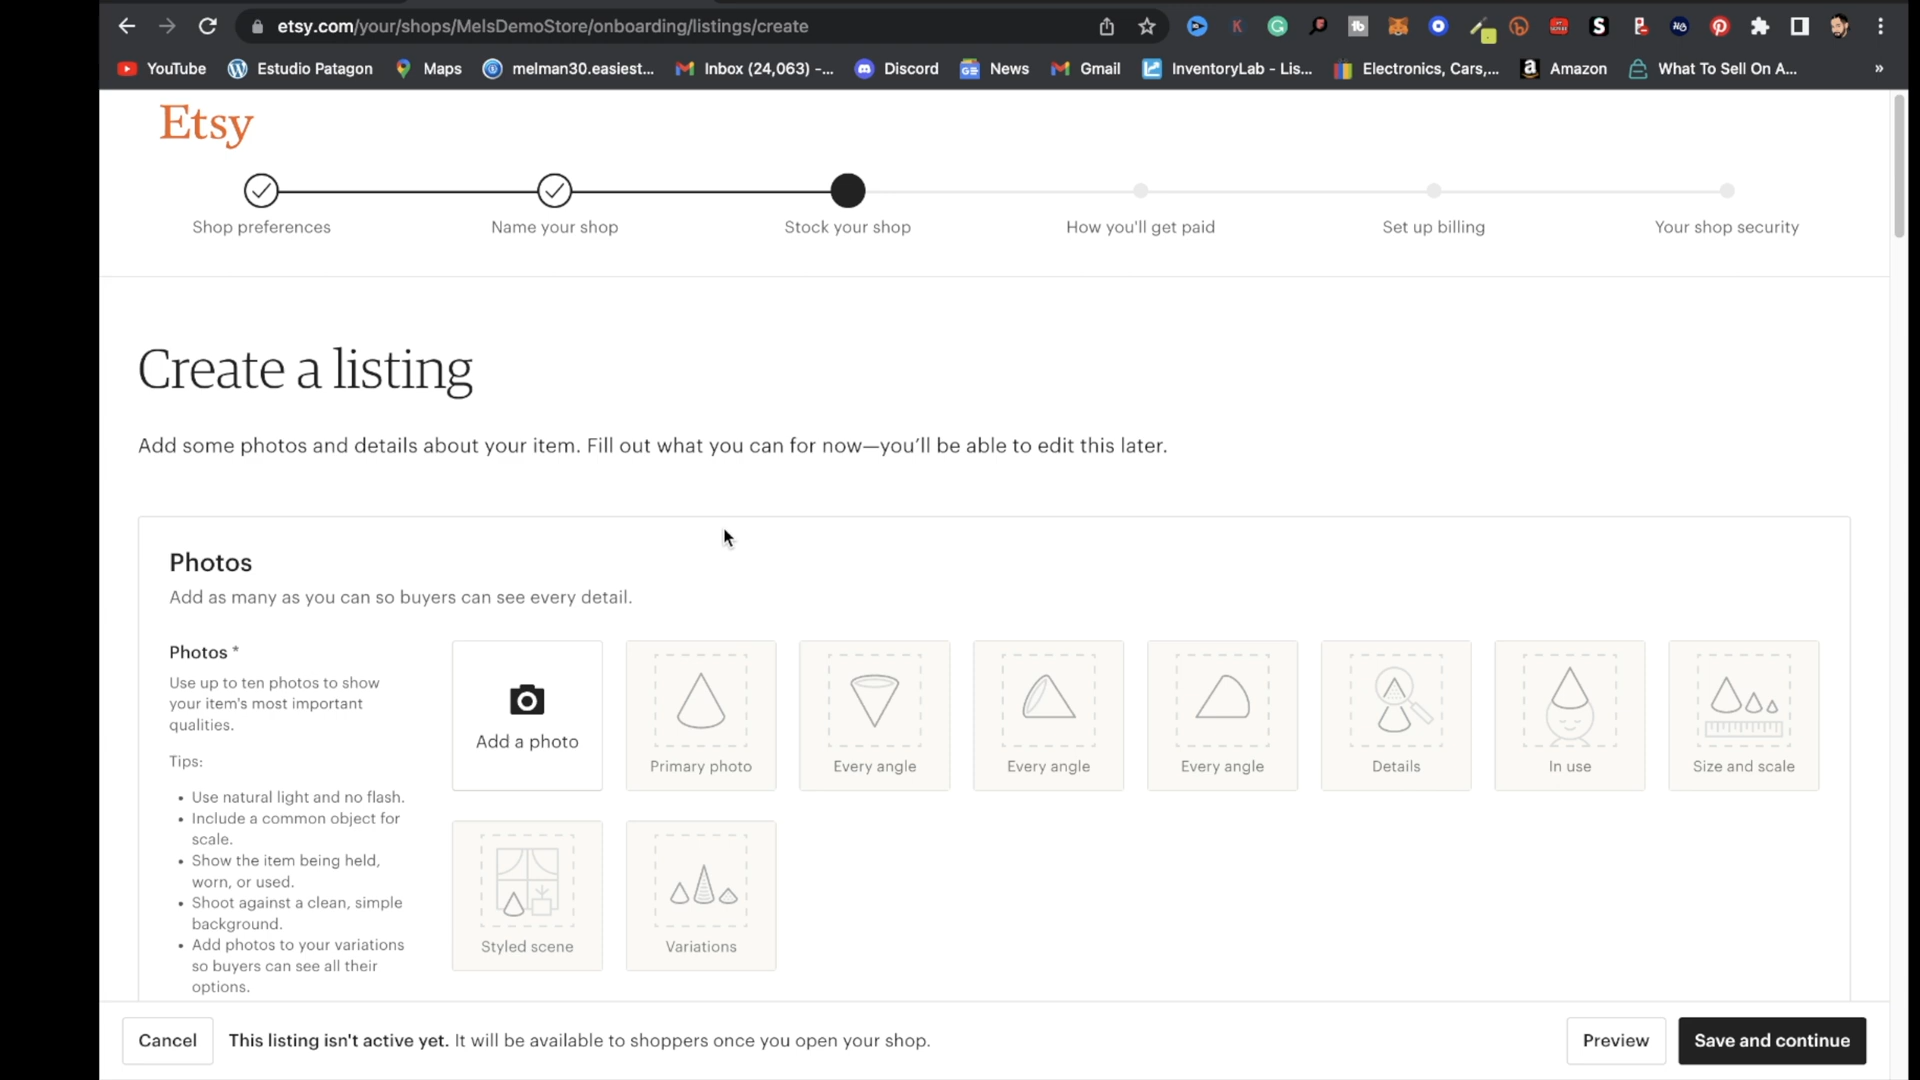 etsy.com/your/shops/MelsDemoStore/onboarding/listings/create
YouTube Estudio Patagon Maps melman30.easiest... Inbox (24,063) -... Discord News Gmail InventoryLab - Lis... Electronics, Cars,... Amazon What To Sell On A... »
Etsy
Shop preferences Name your shop Stock your shop How you'll get paid Set up billing Your shop security
Create a listing
Add some photos and details about your item. Fill out what you can for now—you’ll be able to edit this later.
Photos
Add as many as you can so buyers can see every detail.
Photos *
Use up to ten photos to show
your item's most important
qualities.
Tips:
• Use natural light and no flash.
• Include a common object for
scale.
• Show the item being held,
worn, or used.
• Shoot against a clean, simple
background.
• Add photos to your variations
so buyers can see all their
options.
Add a photo
Primary photo
Every angle
Every angle
Every angle
Details
In use
Size and scale
Styled scene
Variations
Cancel
This listing isn't active yet. It will be available to shoppers once you open your shop.
Preview
Save and continue